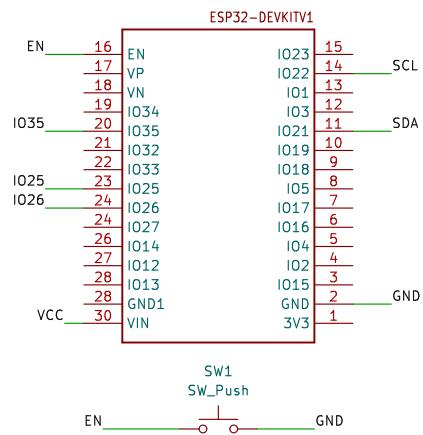 ESP32-DEVKITV1
EN 16 EN IO23 15
17 VP IO22 14 SCL
18 VN IO1 13
19 IO34 IO3 12
IO35 20 IO35 IO21 11 SDA
21 IO32 IO19 10
22 IO33 IO18 9
IO25 23 IO25 IO5 8
IO26 24 IO26 IO17 7
24 IO27 IO16 6
26 IO14 IO4 5
27 IO12 IO2 4
28 IO13 IO15 3
28 GND1 GND 2 GND
VCC 30 VIN 3V3 1
SW1
SW_Push
EN GND